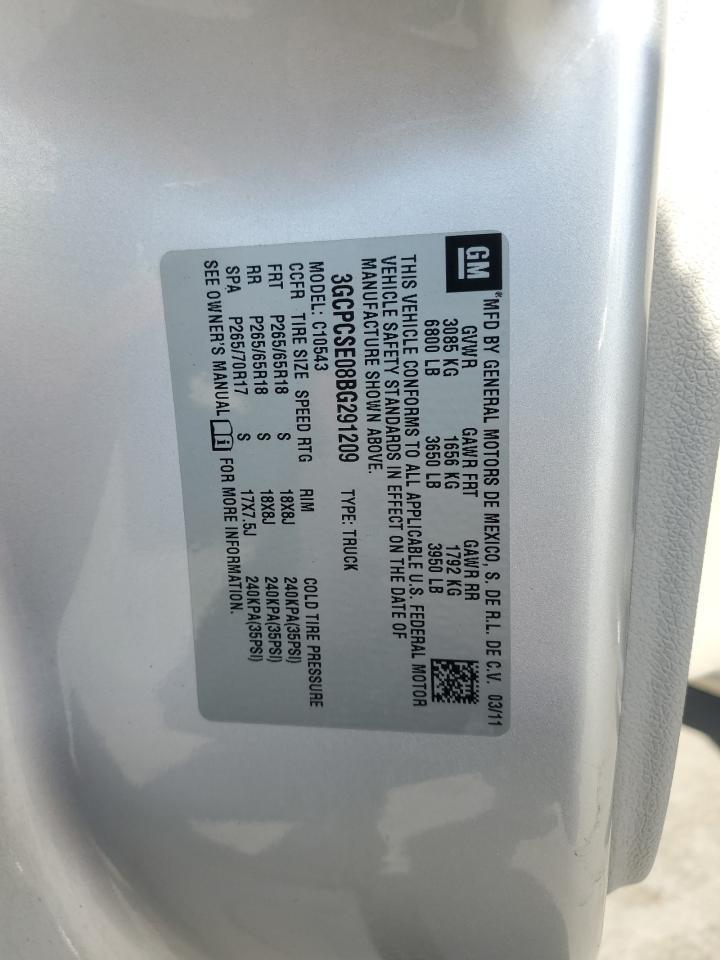 GM
® MFD BY GENERAL MOTORS DE MEXICO, S. DE R.L. DE C.V. 03/11
GVWR GAWR FRT GAWR RR
3085 KG 1656 KG 1792 KG
6800 LB 3650 LB 3950 LB
THIS VEHICLE CONFORMS TO ALL APPLICABLE U.S. FEDERAL MOTOR
VEHICLE SAFETY STANDARDS IN EFFECT ON THE DATE OF
MANUFACTURE SHOWN ABOVE.
3GCPCSE08BG291209 TYPE: TRUCK
MODEL: C10543
CCFR TIRE SIZE SPEED RTG RIM COLD TIRE PRESSURE
FRT P265/65R18 S 18X8J 240KPA(35PSI)
RR P265/65R18 S 18X8J 240KPA(35PSI)
SPA P265/70R17 S 17X7.5J 240KPA(35PSI)
SEE OWNER'S MANUAL FOR MORE INFORMATION.